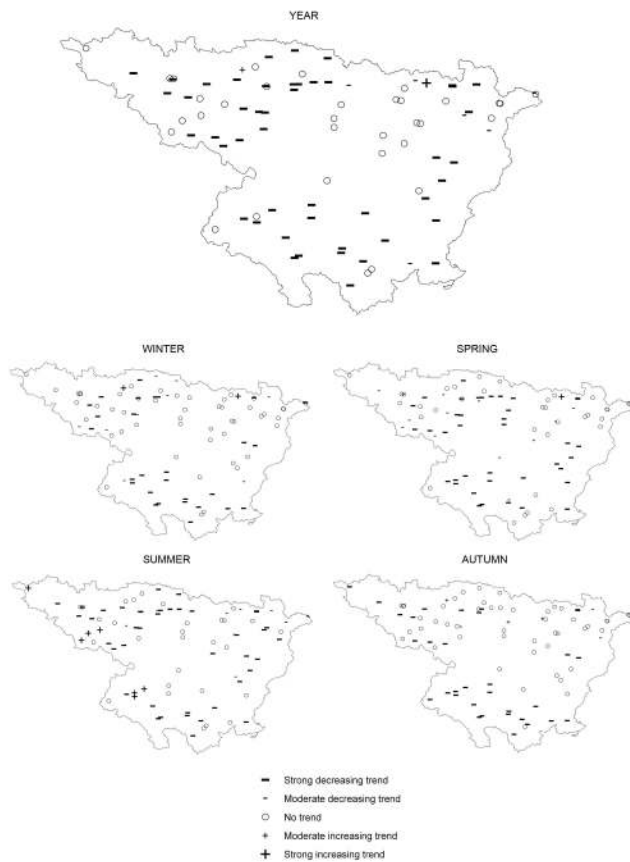 YEAR
WINTER
SPRING
SUMMER
AUTUMN
Strong decreasing trend
Moderate decreasing trend
No trend
Moderate increasing trend
Strong increasing trend